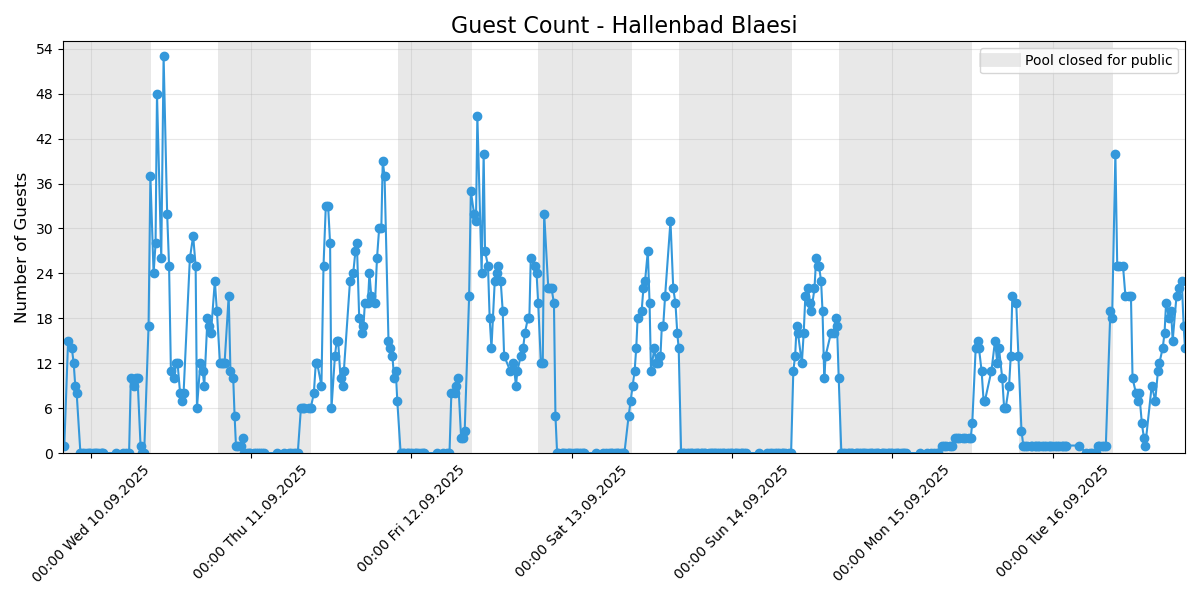 Guest Count - Hallenbad Blaesi
Pool closed for public
Number of Guests
54
48
42
36
30
24
18
12
6
0
00:00 Wed 10.09.2025
00:00 Thu 11.09.2025
00:00 Fri 12.09.2025
00:00 Sat 13.09.2025
00:00 Sun 14.09.2025
00:00 Mon 15.09.2025
00:00 Tue 16.09.2025